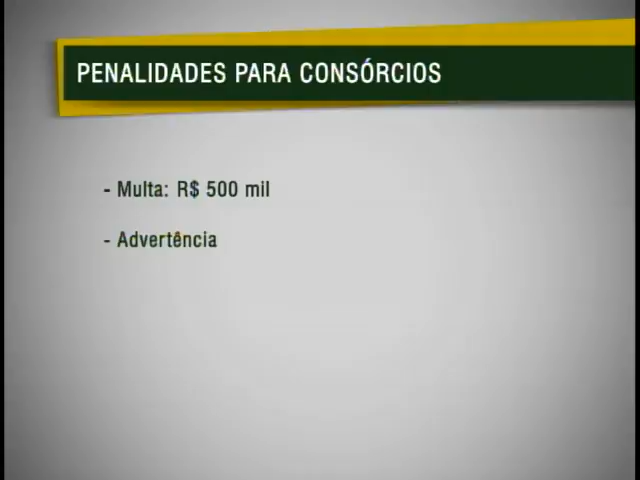 PENALIDADES PARA CONSÓRCIOS
- Multa: R$ 500 mil
- Advertência